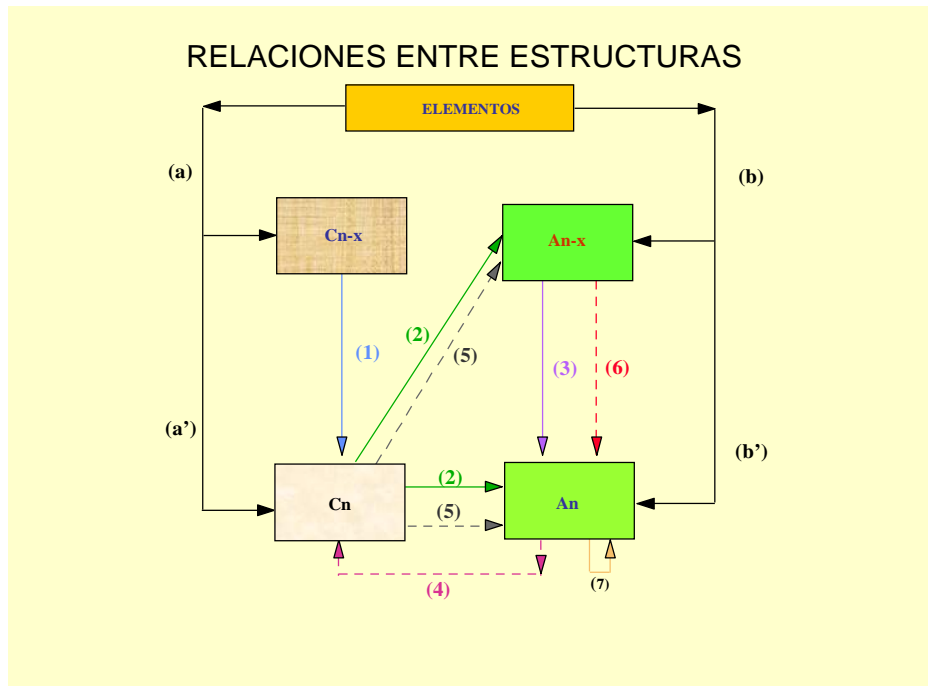 RELACIONES ENTRE ESTRUCTURAS
ELEMENTOS
(a)
(b)
Cn-x
An-x
(2)
(5)
(1)
(3)
(6)
(a’)
(b’)
(2)
Cn
An
(5)
(4)
(7)